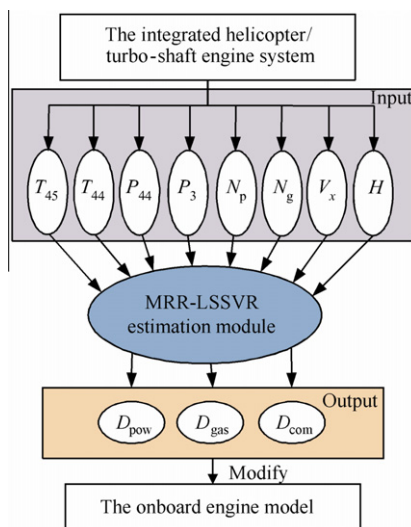 The integrated helicopter/
turbo-shaft engine system
Input
T45 T44 P44 P3 Np Ng Vx H
MRR-LSSVR
estimation module
Output
Dpow Dgas Dcom
Modify
The onboard engine model